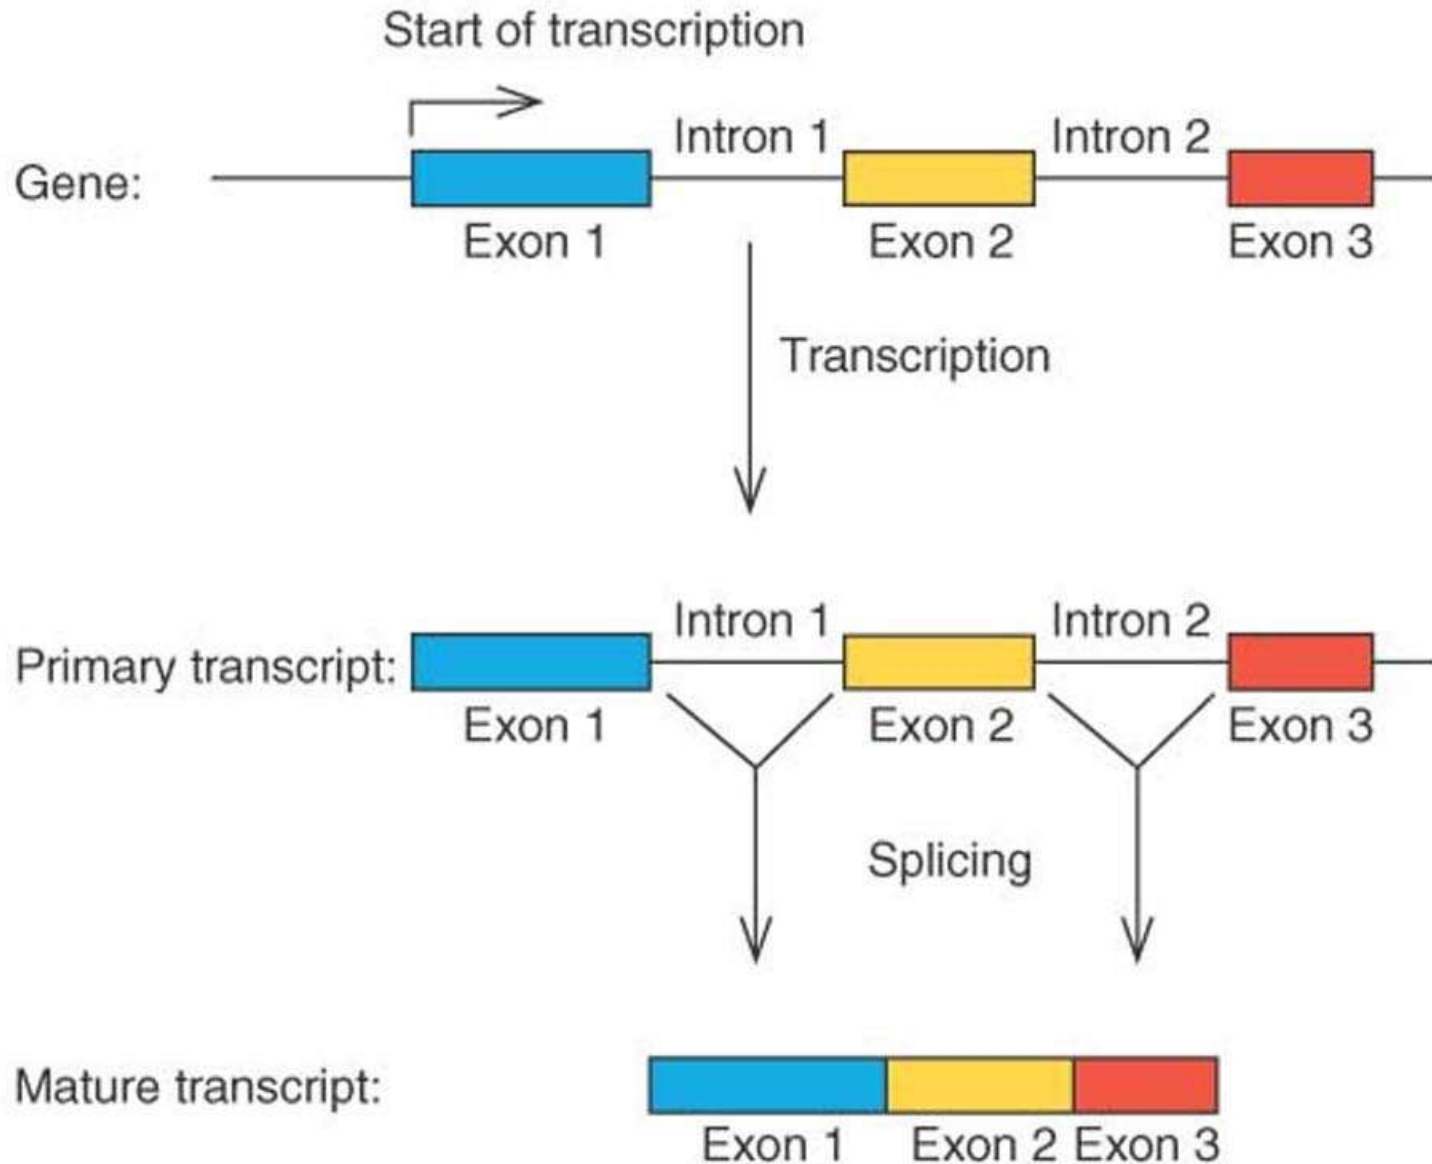 Start of transcription
Intron 1 Intron 2
Gene:
Exon 1 Exon 2 Exon 3
Transcription
Intron 1 Intron 2
Primary transcript:
Exon 1 Exon 2 Exon 3
Splicing
Mature transcript:
Exon 1 Exon 2 Exon 3